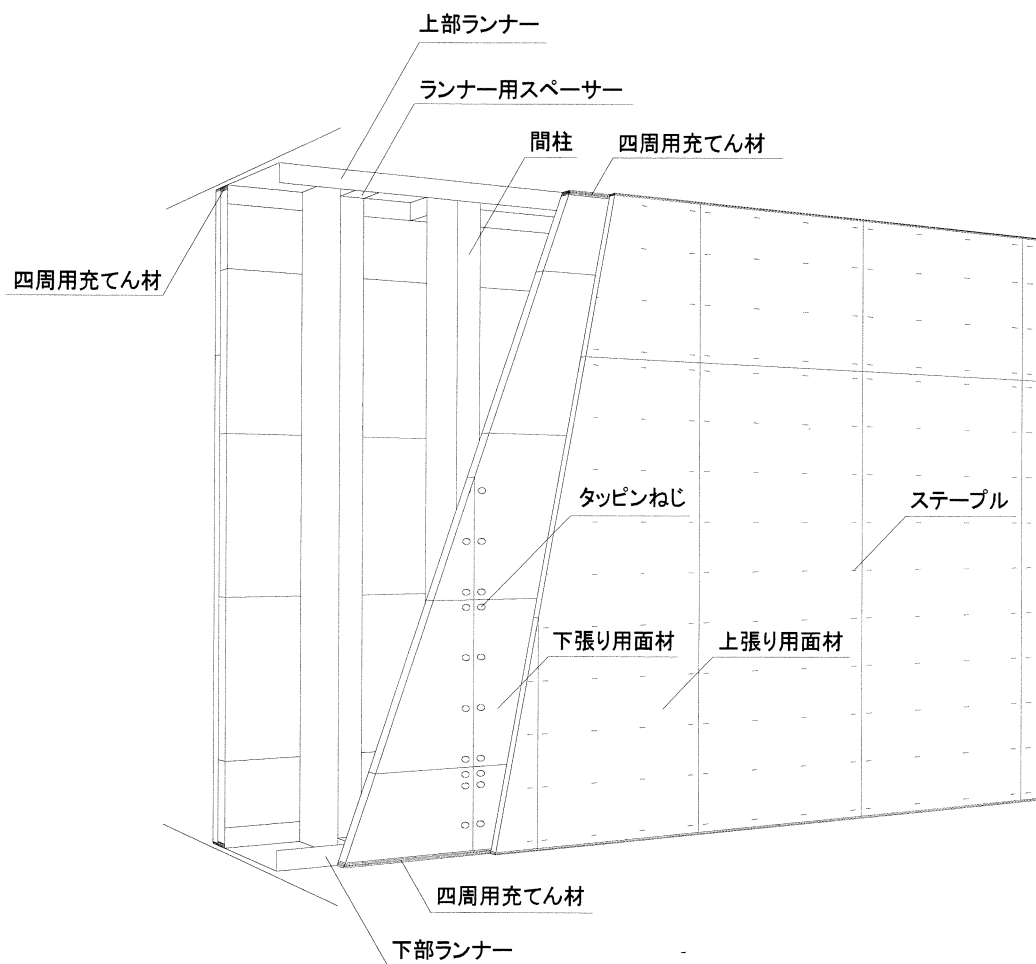 上部ランナー
ランナー用スペーサー
間柱
四周用充てん材
四周用充てん材
タッピンねじ
ステープル
下張り用面材
上張り用面材
四周用充てん材
下部ランナー